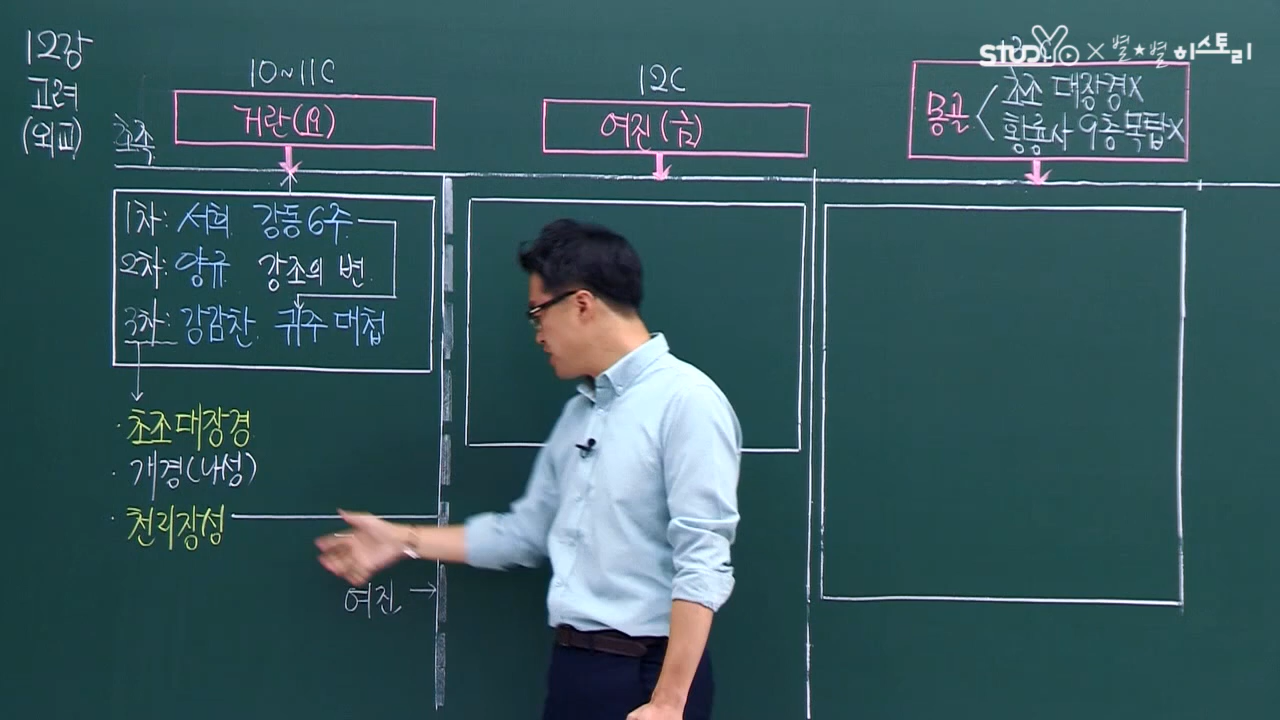 12강
고려
(외교)
초조
10~11C
거란(요)
1차: 서희 강동6주
2차: 양규 강조의 변
3차: 강감찬 귀주대첩
· 초조대장경
· 개경(나성)
· 천리장성
여진 →
12C
여진(금)
STUDYYO × 별★별 히스토리
몽골 < 초조 대장경X
황룡사 9층목탑X